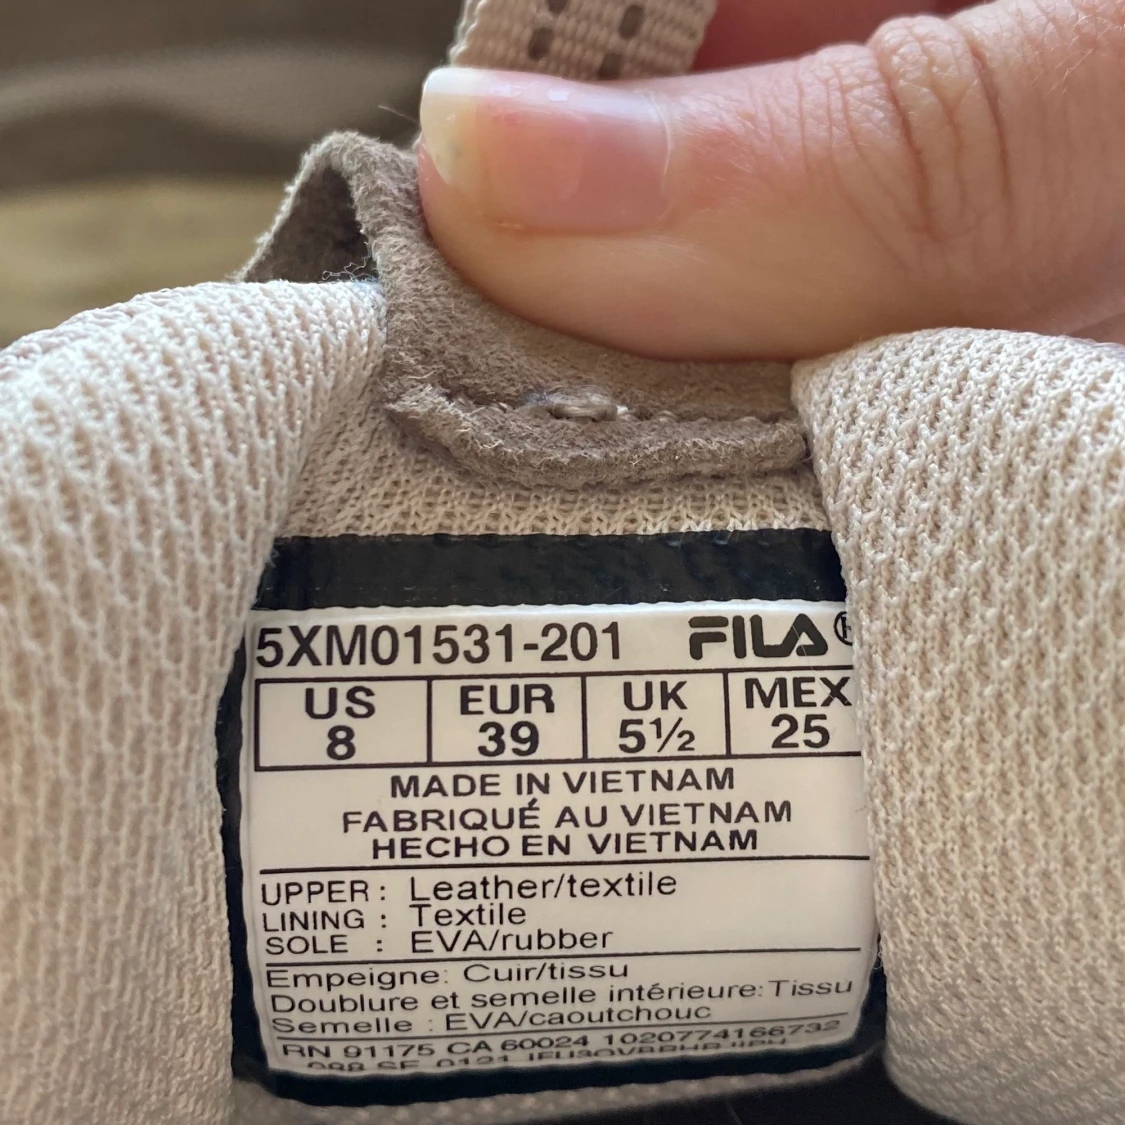 5XM01531-201 FILA®
US EUR UK MEX
8 39 5½ 25
MADE IN VIETNAM
FABRIQUÉ AU VIETNAM
HECHO EN VIETNAM
UPPER : Leather/textile
LINING : Textile
SOLE : EVA/rubber
Empeigne: Cuir/tissu
Doublure et semelle intérieure:Tissu
Semelle : EVA/caoutchouc
RN 91175 CA 60024 1020774166732